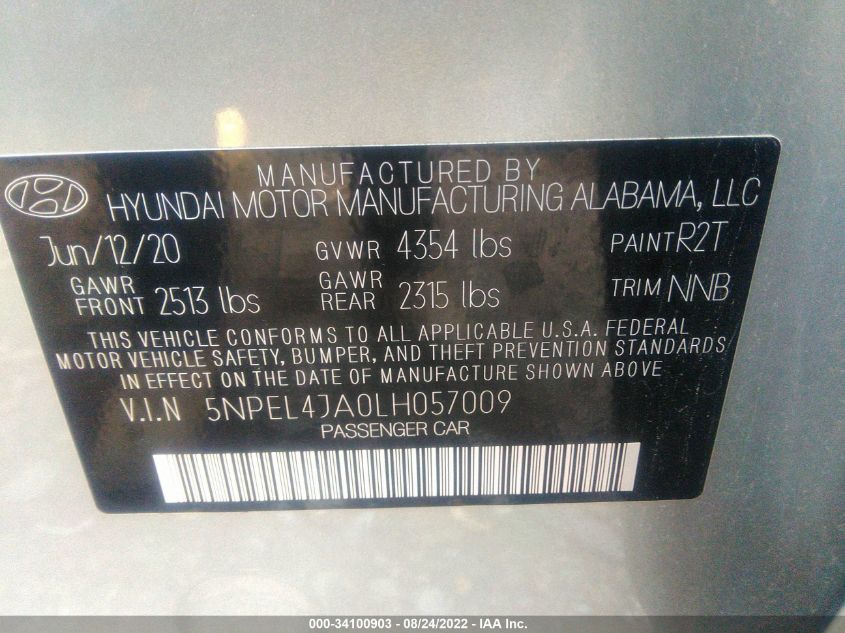 MANUFACTURED BY
HYUNDAI MOTOR MANUFACTURING ALABAMA, LLC
Jun/12/20 GVWR 4354 lbs PAINT R2T
GAWR FRONT 2513 lbs GAWR REAR 2315 lbs TRIM NNB
THIS VEHICLE CONFORMS TO ALL APPLICABLE U.S.A. FEDERAL
MOTOR VEHICLE SAFETY, BUMPER, AND THEFT PREVENTION STANDARDS
IN EFFECT ON THE DATE OF MANUFACTURE SHOWN ABOVE.
V.I.N 5NPEL4JA0LH057009
PASSENGER CAR
000-34100903 - 08/24/2022 - IAA Inc.